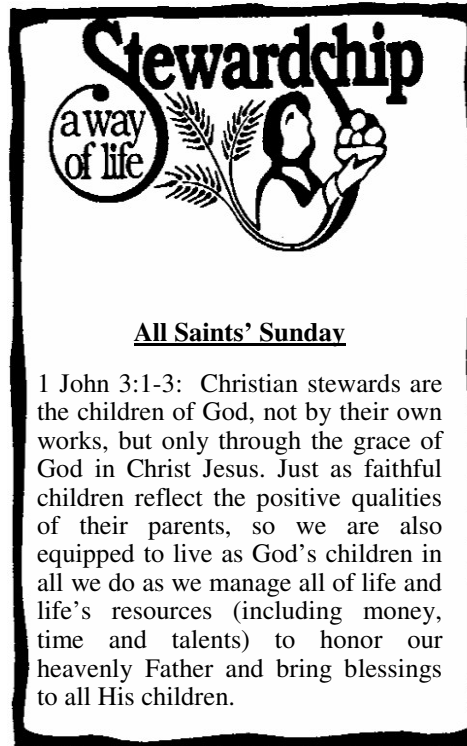 Stewardship
a way
of life
All Saints’ Sunday
1 John 3:1-3: Christian stewards are
the children of God, not by their own
works, but only through the grace of
God in Christ Jesus. Just as faithful
children reflect the positive qualities
of their parents, so we are also
equipped to live as God’s children in
all we do as we manage all of life and
life’s resources (including money,
time and talents) to honor our
heavenly Father and bring blessings
to all His children.